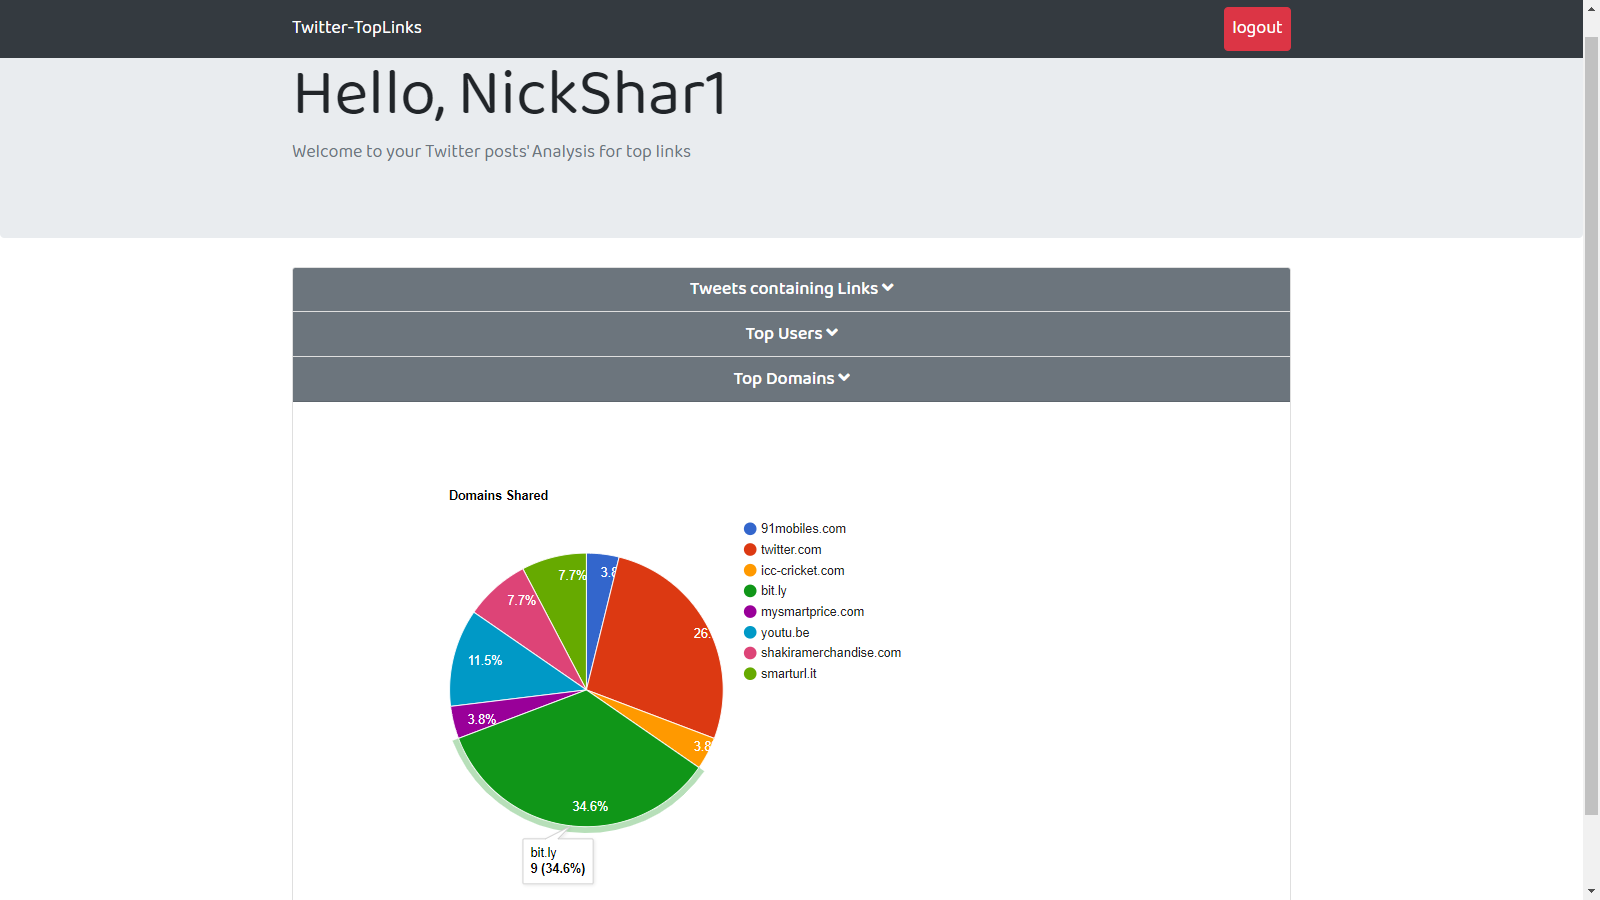 Twitter-TopLinks
logout
Hello, NickShar1
Welcome to your Twitter posts' Analysis for top links
Tweets containing Links
Top Users
Top Domains
Domains Shared
91mobiles.com
twitter.com
icc-cricket.com
bit.ly
mysmartprice.com
youtu.be
shakiramerchandise.com
smarturl.it
7.7%
3.8
7.7%
26.
11.5%
3.8%
3.8
34.6%
bit.ly
9 (34.6%)